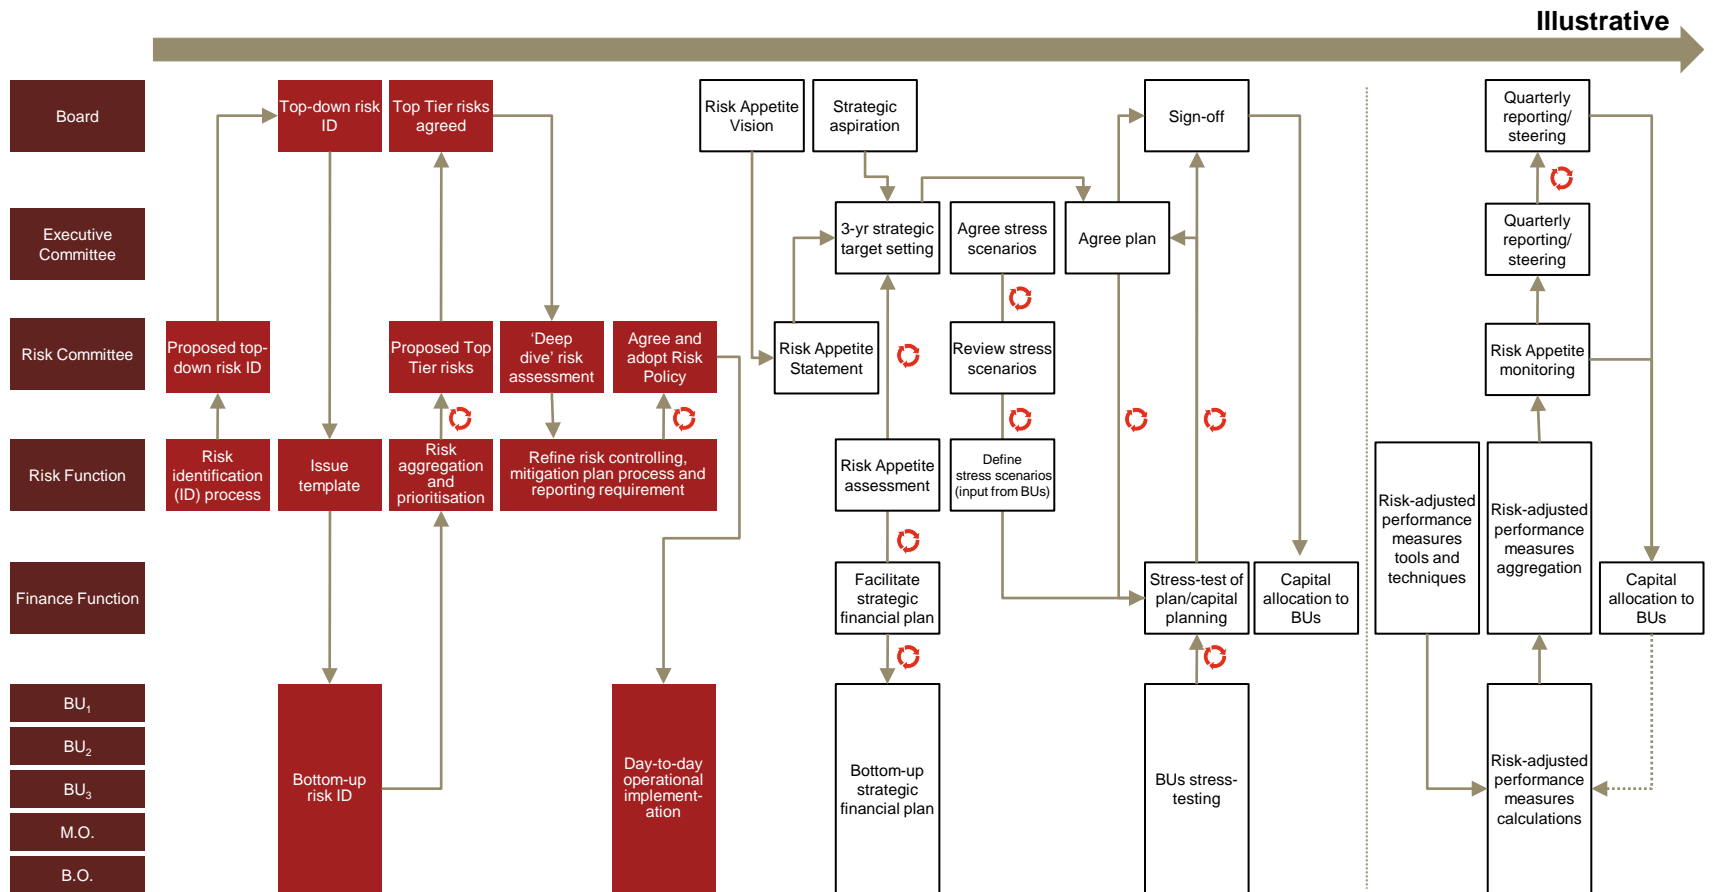 Illustrative
Board
Top-down risk
ID
Top Tier risks
agreed
Risk Appetite
Vision
Strategic
aspiration
Sign-off
Quarterly
reporting/
steering
Executive
Committee
3-yr strategic
target setting
Agree stress
scenarios
Agree plan
Quarterly
reporting/
steering
Risk Committee
Proposed top-
down risk ID
Proposed Top
Tier risks
‘Deep
dive’ risk
assessment
Agree and
adopt Risk
Policy
Risk Appetite
Statement
Review stress
scenarios
Risk Appetite
monitoring
Risk Function
Risk
identification
(ID) process
Issue
template
Risk
aggregation
and
prioritisation
Refine risk controlling,
mitigation plan process and
reporting requirement
Risk Appetite
assessment
Define
stress scenarios
(input from BUs)
Risk-adjusted
performance
measures
tools and
techniques
Risk-adjusted
performance
measures
aggregation
Finance Function
Facilitate
strategic
financial plan
Stress-test of
plan/capital
planning
Capital
allocation to
BUs
Capital
allocation to
BUs
BU1
BU2
BU3
M.O.
B.O.
Bottom-up
risk ID
Day-to-day
operational
implement-
ation
Bottom-up
strategic
financial plan
BUs stress-
testing
Risk-adjusted
performance
measures
calculations